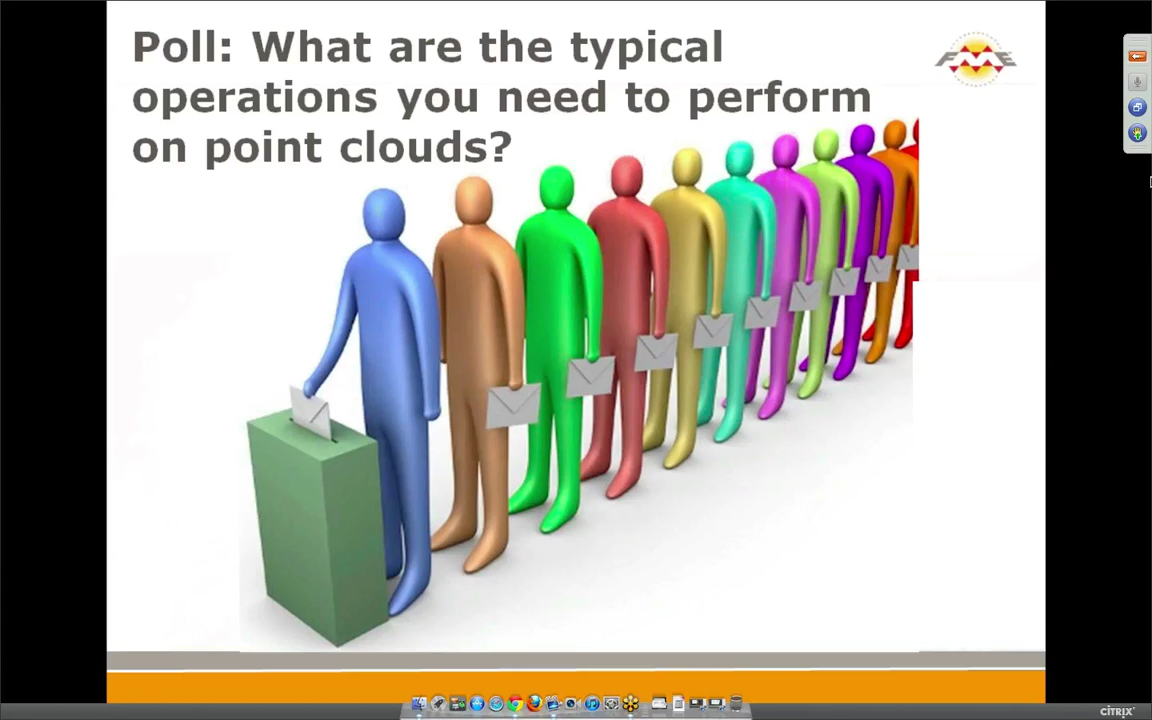 Poll: What are the typical
operations you need to perform
on point clouds?
FME
CITRIX